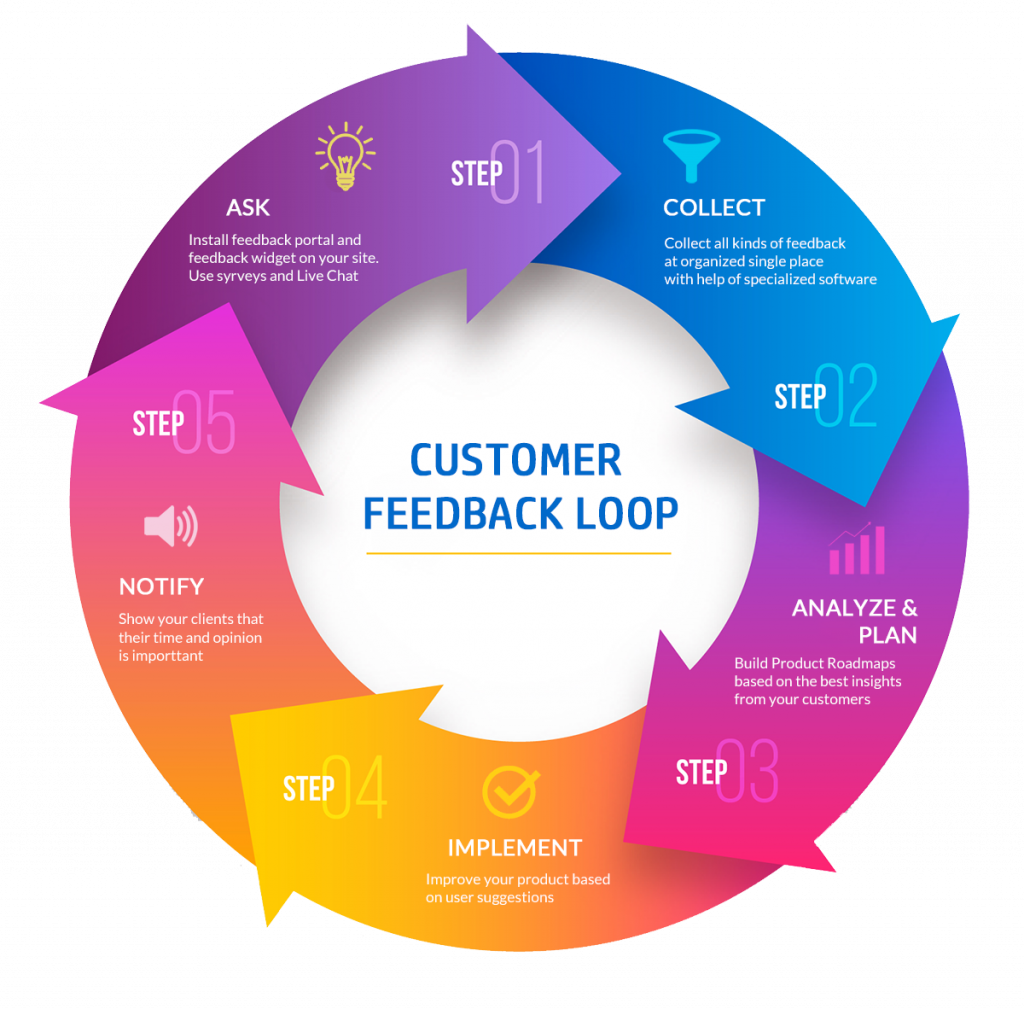 CUSTOMER
FEEDBACK LOOP
STEP 01
ASK
Install feedback portal and
feedback widget on your site.
Use syrveys and Live Chat
COLLECT
Collect all kinds of feedback
at organized single place
with help of specialized software
STEP 02
ANALYZE &
PLAN
Build Product Roadmaps
based on the best insights
from your customers
STEP 03
IMPLEMENT
Improve your product based
on user suggestions
STEP 04
NOTIFY
Show your clients that
their time and opinion
is importtant
STEP 05